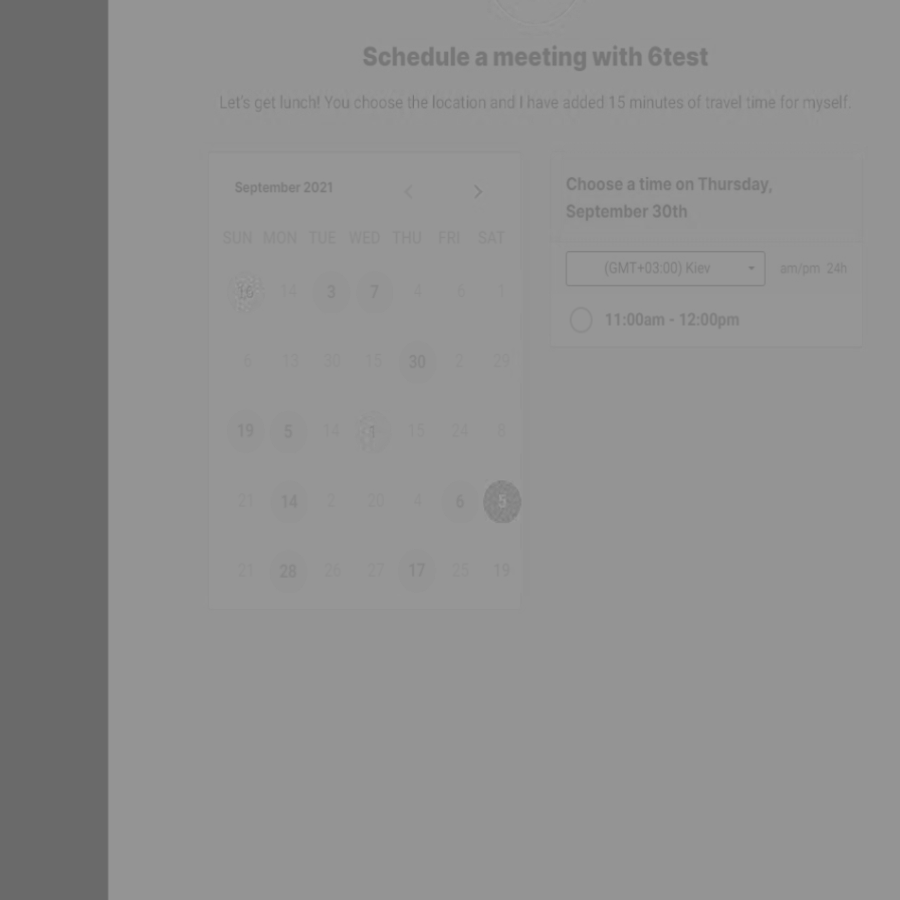 Schedule a meeting with 6test
Let's get lunch! You choose the location and I have added 15 minutes of travel time for myself.
September 2021
SUN MON TUE WED THU FRI SAT
16 14 3 7 4 6 1
6 13 30 15 30 2 29
19 5 14 1 15 24 8
21 14 2 20 4 6 5
21 28 26 27 17 25 19
Choose a time on Thursday,
September 30th
(GMT+03:00) Kiev am/pm 24h
11:00am - 12:00pm